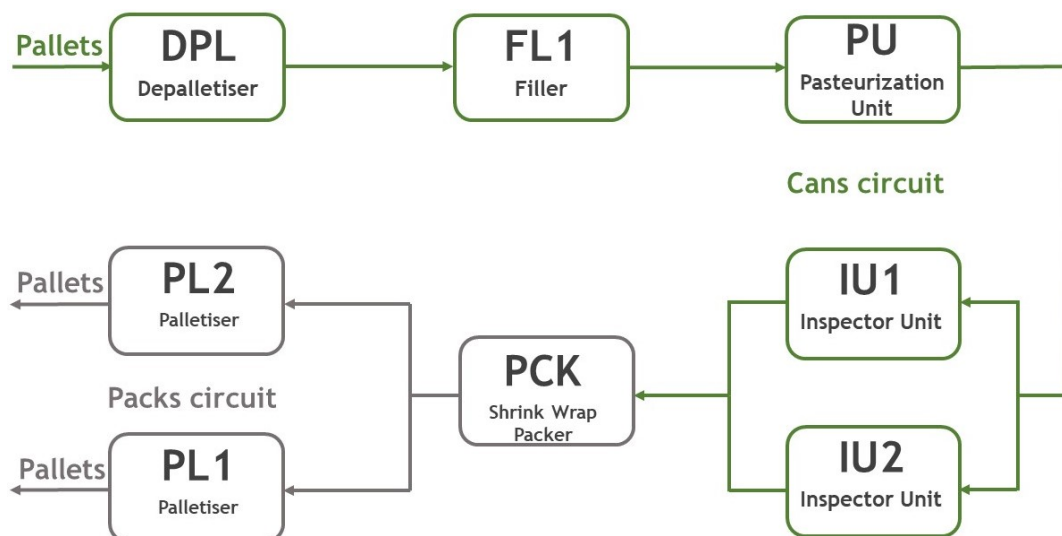 Pallets
DPL
Depalletiser
FL1
Filler
PU
Pasteurization
Unit
Cans circuit
Pallets
PL2
Palletiser
IU1
Inspector Unit
PCK
Shrink Wrap
Packer
Packs circuit
Pallets
PL1
Palletiser
IU2
Inspector Unit